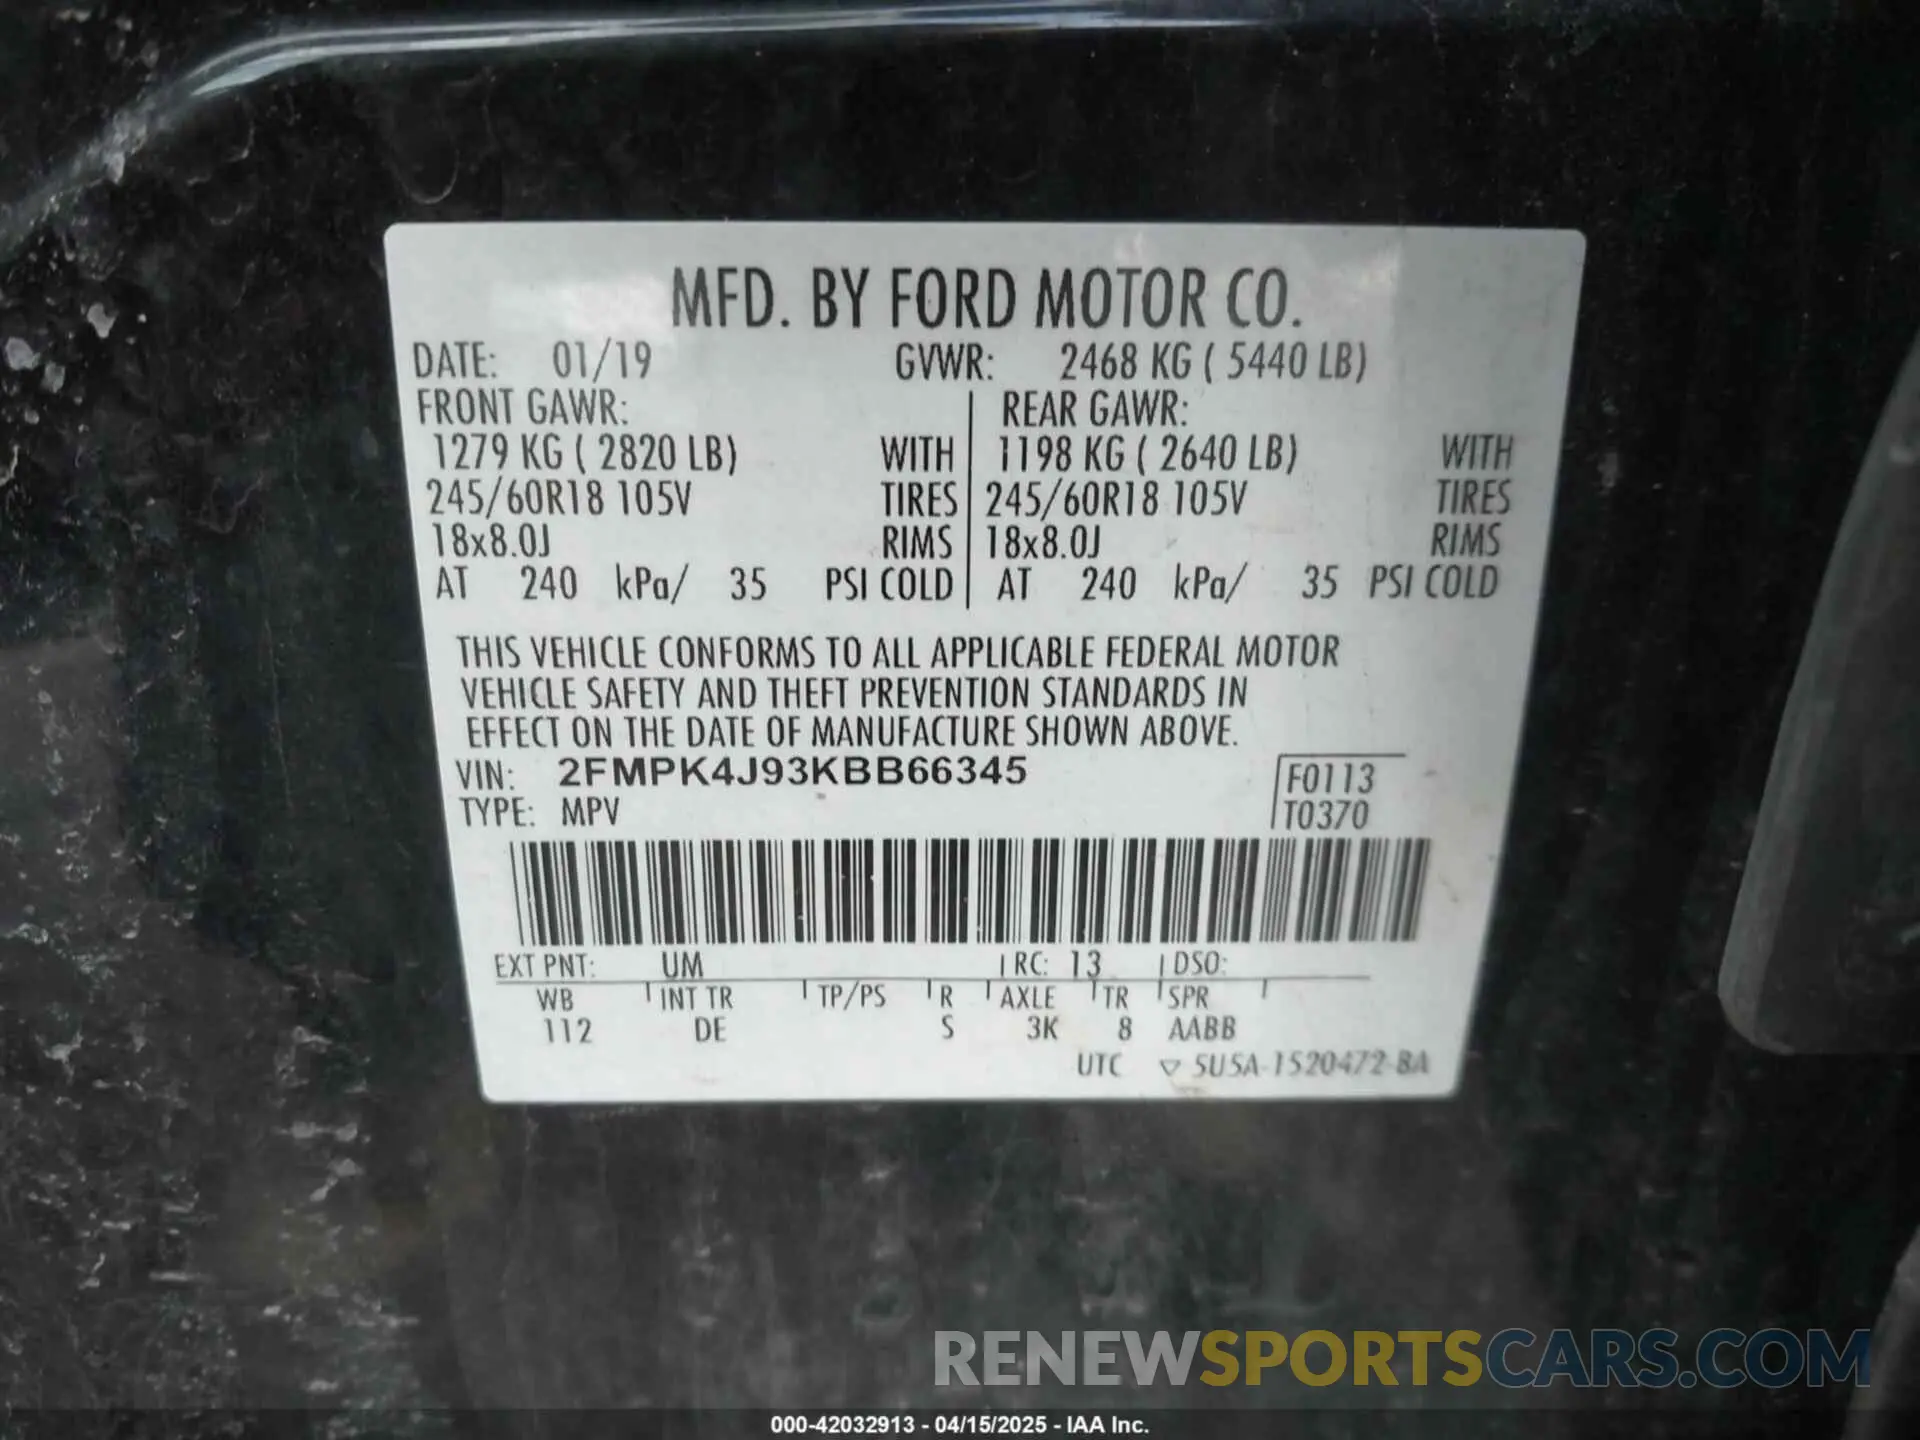 MFD. BY FORD MOTOR CO.
DATE: 01/19 GVWR: 2468 KG ( 5440 LB)
FRONT GAWR: REAR GAWR:
1279 KG ( 2820 LB) WITH 1198 KG ( 2640 LB) WITH
245/60R18 105V TIRES 245/60R18 105V TIRES
18x8.0J RIMS 18x8.0J RIMS
AT 240 kPa/ 35 PSI COLD AT 240 kPa/ 35 PSI COLD
THIS VEHICLE CONFORMS TO ALL APPLICABLE FEDERAL MOTOR
VEHICLE SAFETY AND THEFT PREVENTION STANDARDS IN
EFFECT ON THE DATE OF MANUFACTURE SHOWN ABOVE.
VIN: 2FMPK4J93KBB66345 F0113
TYPE: MPV T0370
EXT PNT: UM RC: 13 DSO:
WB INT TR TP/PS R AXLE TR SPR
112 DE S 3K 8 AABB
UTC ▽ 5U5A-1520472-BA
RENEWSPORTSCARS.COM
000-42032913 - 04/15/2025 - IAA Inc.